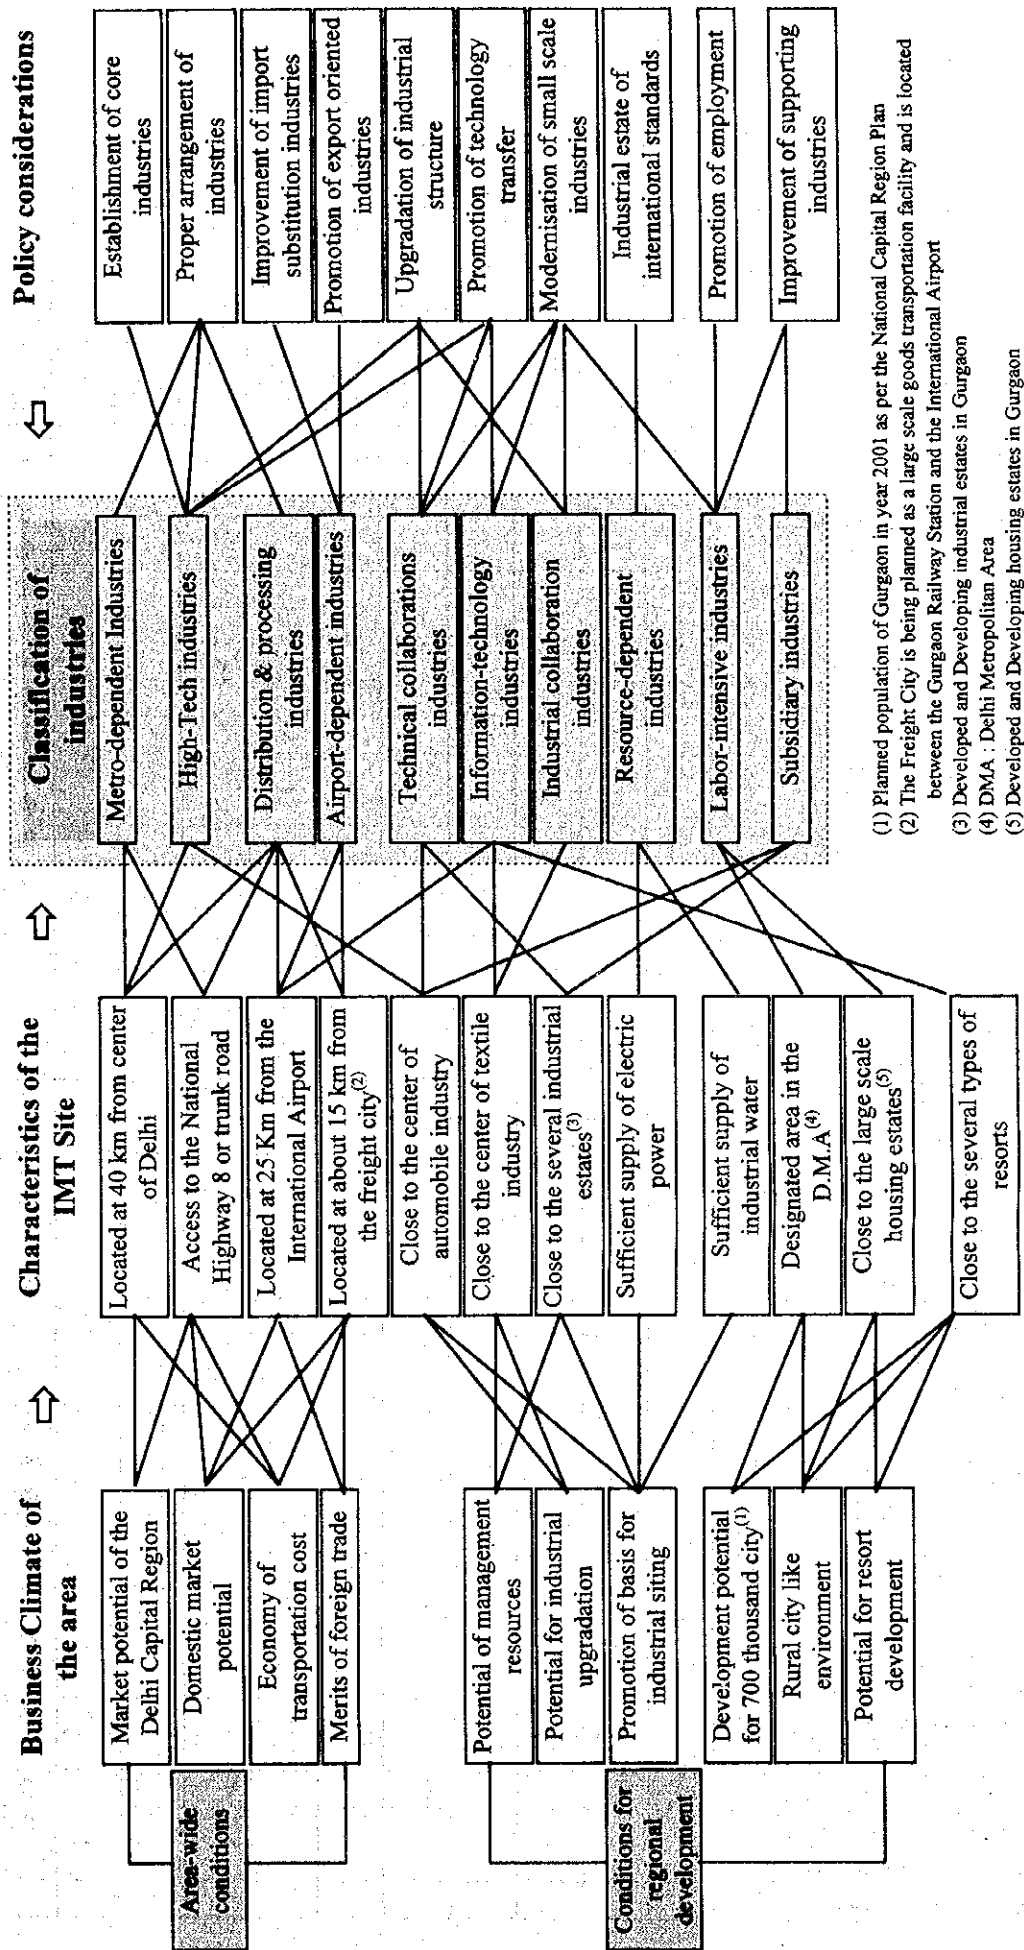 Business Climate of
the area
Characteristics of the
IMT Site
Classification of
industries
Policy considerations
Area-wide
conditions
Conditions for
regional
development
Market potential of the
Delhi Capital Region
Domestic market
potential
Economy of
transportation cost
Merits of foreign trade
Potential of management
resources
Potential for industrial
upgradation
Promotion of basis for
industrial siting
Development potential
for 700 thousand city(1)
Rural city like
environment
Potential for resort
development
Located at 40 km from center
of Delhi
Access to the National
Highway 8 or trunk road
Located at 25 Km from the
International Airport
Located at about 15 km from
the freight city(2)
Close to the center of
automobile industry
Close to the center of textile
industry
Close to the several industrial
estates(3)
Sufficient supply of electric
power
Sufficient supply of
industrial water
Designated area in the
D.M.A(4)
Close to the large scale
housing estates(5)
Close to the several types of
resorts
Metro-dependent Industries
High-Tech industries
Distribution & processing
industries
Airport-dependent industries
Technical collaborations
industries
Information-technology
industries
Industrial collaboration
industries
Resource-dependent
industries
Labor-intensive industries
Subsidiary industries
Establishment of core
industries
Proper arrangement of
industries
Improvement of import
substitution industries
Promotion of export oriented
industries
Upgradation of industrial
structure
Promotion of technology
transfer
Modernisation of small scale
industries
Industrial estate of
international standards
Promotion of employment
Improvement of supporting
industries
(1) Planned population of Gurgaon in year 2001 as per the National Capital Region Plan
(2) The Freight City is being planned as a large scale goods transportation facility and is located
between the Gurgaon Railway Station and the International Airport
(3) Developed and Developing industrial estates in Gurgaon
(4) DMA : Delhi Metropolitan Area
(5) Developed and Developing housing estates in Gurgaon